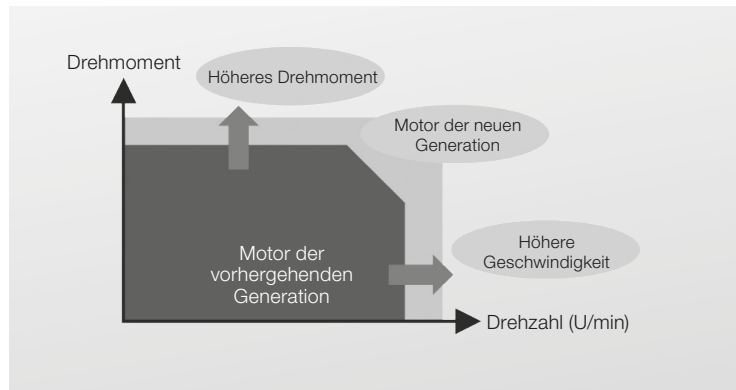 Drehmoment
Höheres Drehmoment
Motor der neuen
Generation
Motor der
vorhergehenden
Generation
Höhere
Geschwindigkeit
Drehzahl (U/min)